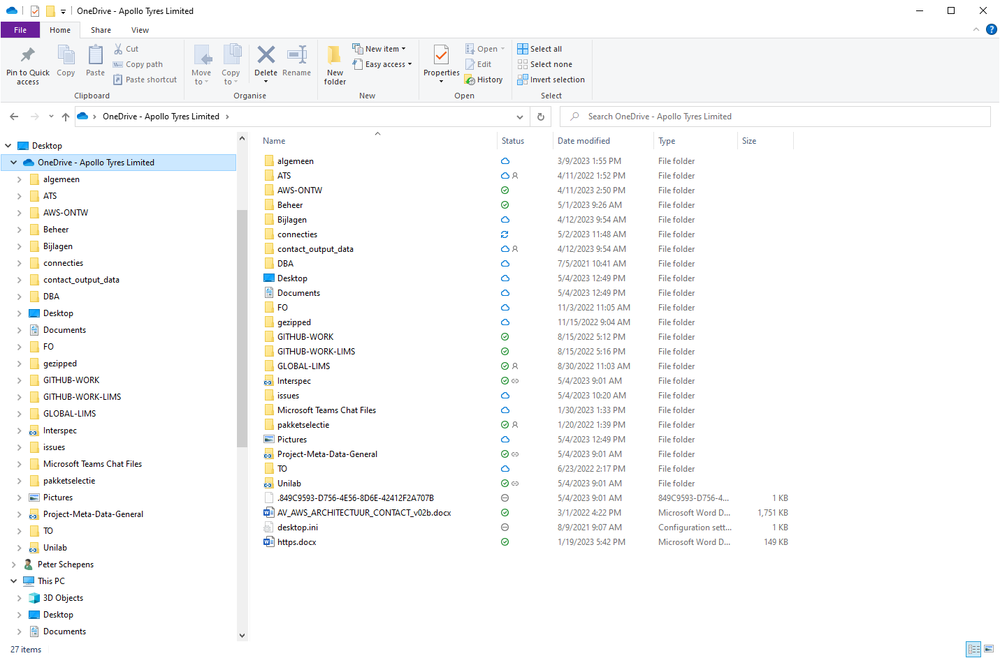 OneDrive - Apollo Tyres Limited
File Home Share View
Pin to Quick access
Copy
Paste
Cut
Copy path
Paste shortcut
Clipboard
Move to
Copy to
Delete
Rename
Organise
New folder
New item
Easy access
New
Properties
Open
Edit
History
Open
Select all
Select none
Invert selection
Select
OneDrive - Apollo Tyres Limited
Search OneDrive - Apollo Tyres Limited
Desktop
OneDrive - Apollo Tyres Limited
algemeen
ATS
AWS-ONTW
Beheer
Bijlagen
connecties
contact_output_data
DBA
Desktop
Documents
FO
gezipped
GITHUB-WORK
GITHUB-WORK-LIMS
GLOBAL-LIMS
Interspec
issues
Microsoft Teams Chat Files
pakketselectie
Pictures
Project-Meta-Data-General
TO
Unilab
Peter Schepens
This PC
3D Objects
Desktop
Documents
Name Status Date modified Type Size
algemeen 3/9/2023 1:55 PM File folder
ATS 4/11/2022 1:52 PM File folder
AWS-ONTW 4/11/2023 2:50 PM File folder
Beheer 5/1/2023 9:26 AM File folder
Bijlagen 4/12/2023 9:54 AM File folder
connecties 5/2/2023 11:48 AM File folder
contact_output_data 4/12/2023 9:54 AM File folder
DBA 7/5/2021 10:41 AM File folder
Desktop 5/4/2023 12:49 PM File folder
Documents 5/4/2023 12:49 PM File folder
FO 11/3/2022 11:05 AM File folder
gezipped 11/15/2022 9:04 AM File folder
GITHUB-WORK 8/15/2022 5:12 PM File folder
GITHUB-WORK-LIMS 8/15/2022 5:16 PM File folder
GLOBAL-LIMS 8/30/2022 11:03 AM File folder
Interspec 5/4/2023 9:01 AM File folder
issues 5/4/2023 10:20 AM File folder
Microsoft Teams Chat Files 1/30/2023 1:33 PM File folder
pakketselectie 1/20/2022 1:39 PM File folder
Pictures 5/4/2023 12:49 PM File folder
Project-Meta-Data-General 5/4/2023 9:01 AM File folder
TO 6/23/2022 2:17 PM File folder
Unilab 5/4/2023 9:01 AM File folder
.849C9593-D756-4E56-8D6E-42412F2A707B 5/4/2023 9:01 AM 849C9593-D756-4... 1 KB
AV_AWS_ARCHITECTUUR_CONTACT_v02b.docx 3/1/2022 4:22 PM Microsoft Word D... 1,751 KB
desktop.ini 8/9/2021 9:07 AM Configuration sett... 1 KB
https.docx 1/19/2023 5:42 PM Microsoft Word D... 149 KB
27 items